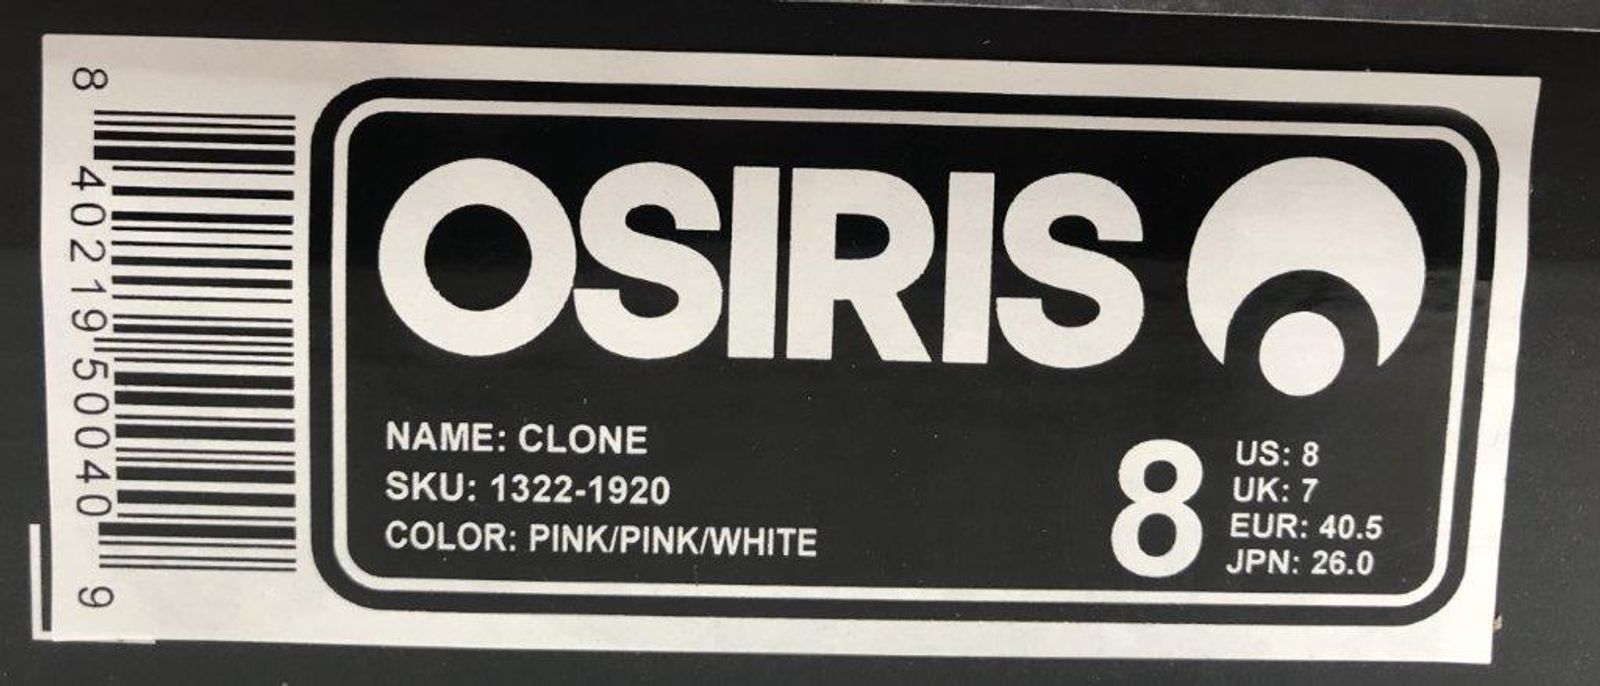 8 40219 50040 9
OSIRIS
NAME: CLONE
SKU: 1322-1920
COLOR: PINK/PINK/WHITE
8
US: 8
UK: 7
EUR: 40.5
JPN: 26.0